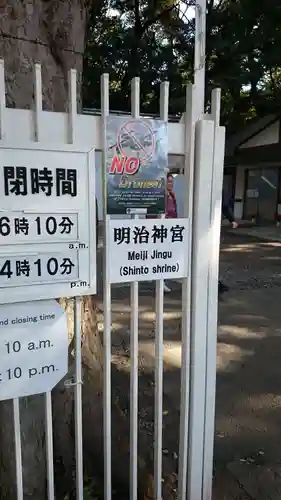 閉時間
6時10分
a.m.
4時10分
p.m.
nd closing time
10 a.m.
10 p.m.
NO
明治神宮
Meiji Jingu
(Shinto shrine)